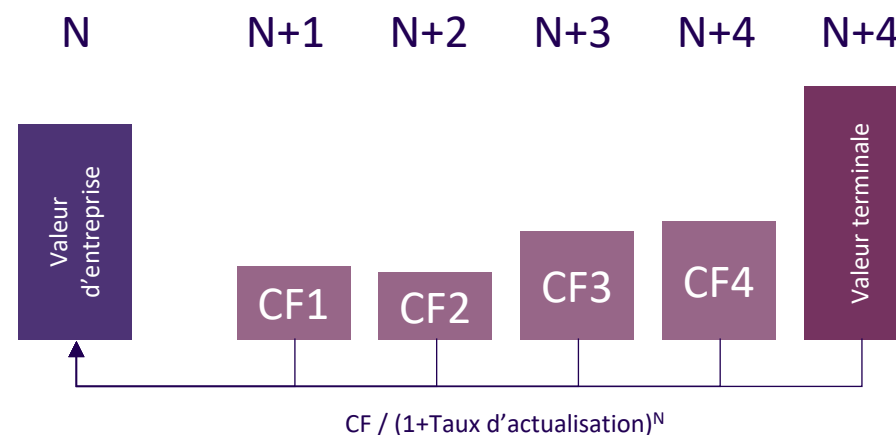 N N+1 N+2 N+3 N+4 N+4
Valeur
d’entreprise
CF1 CF2 CF3 CF4
Valeur terminale
CF / (1+Taux d’actualisation)ᴺ